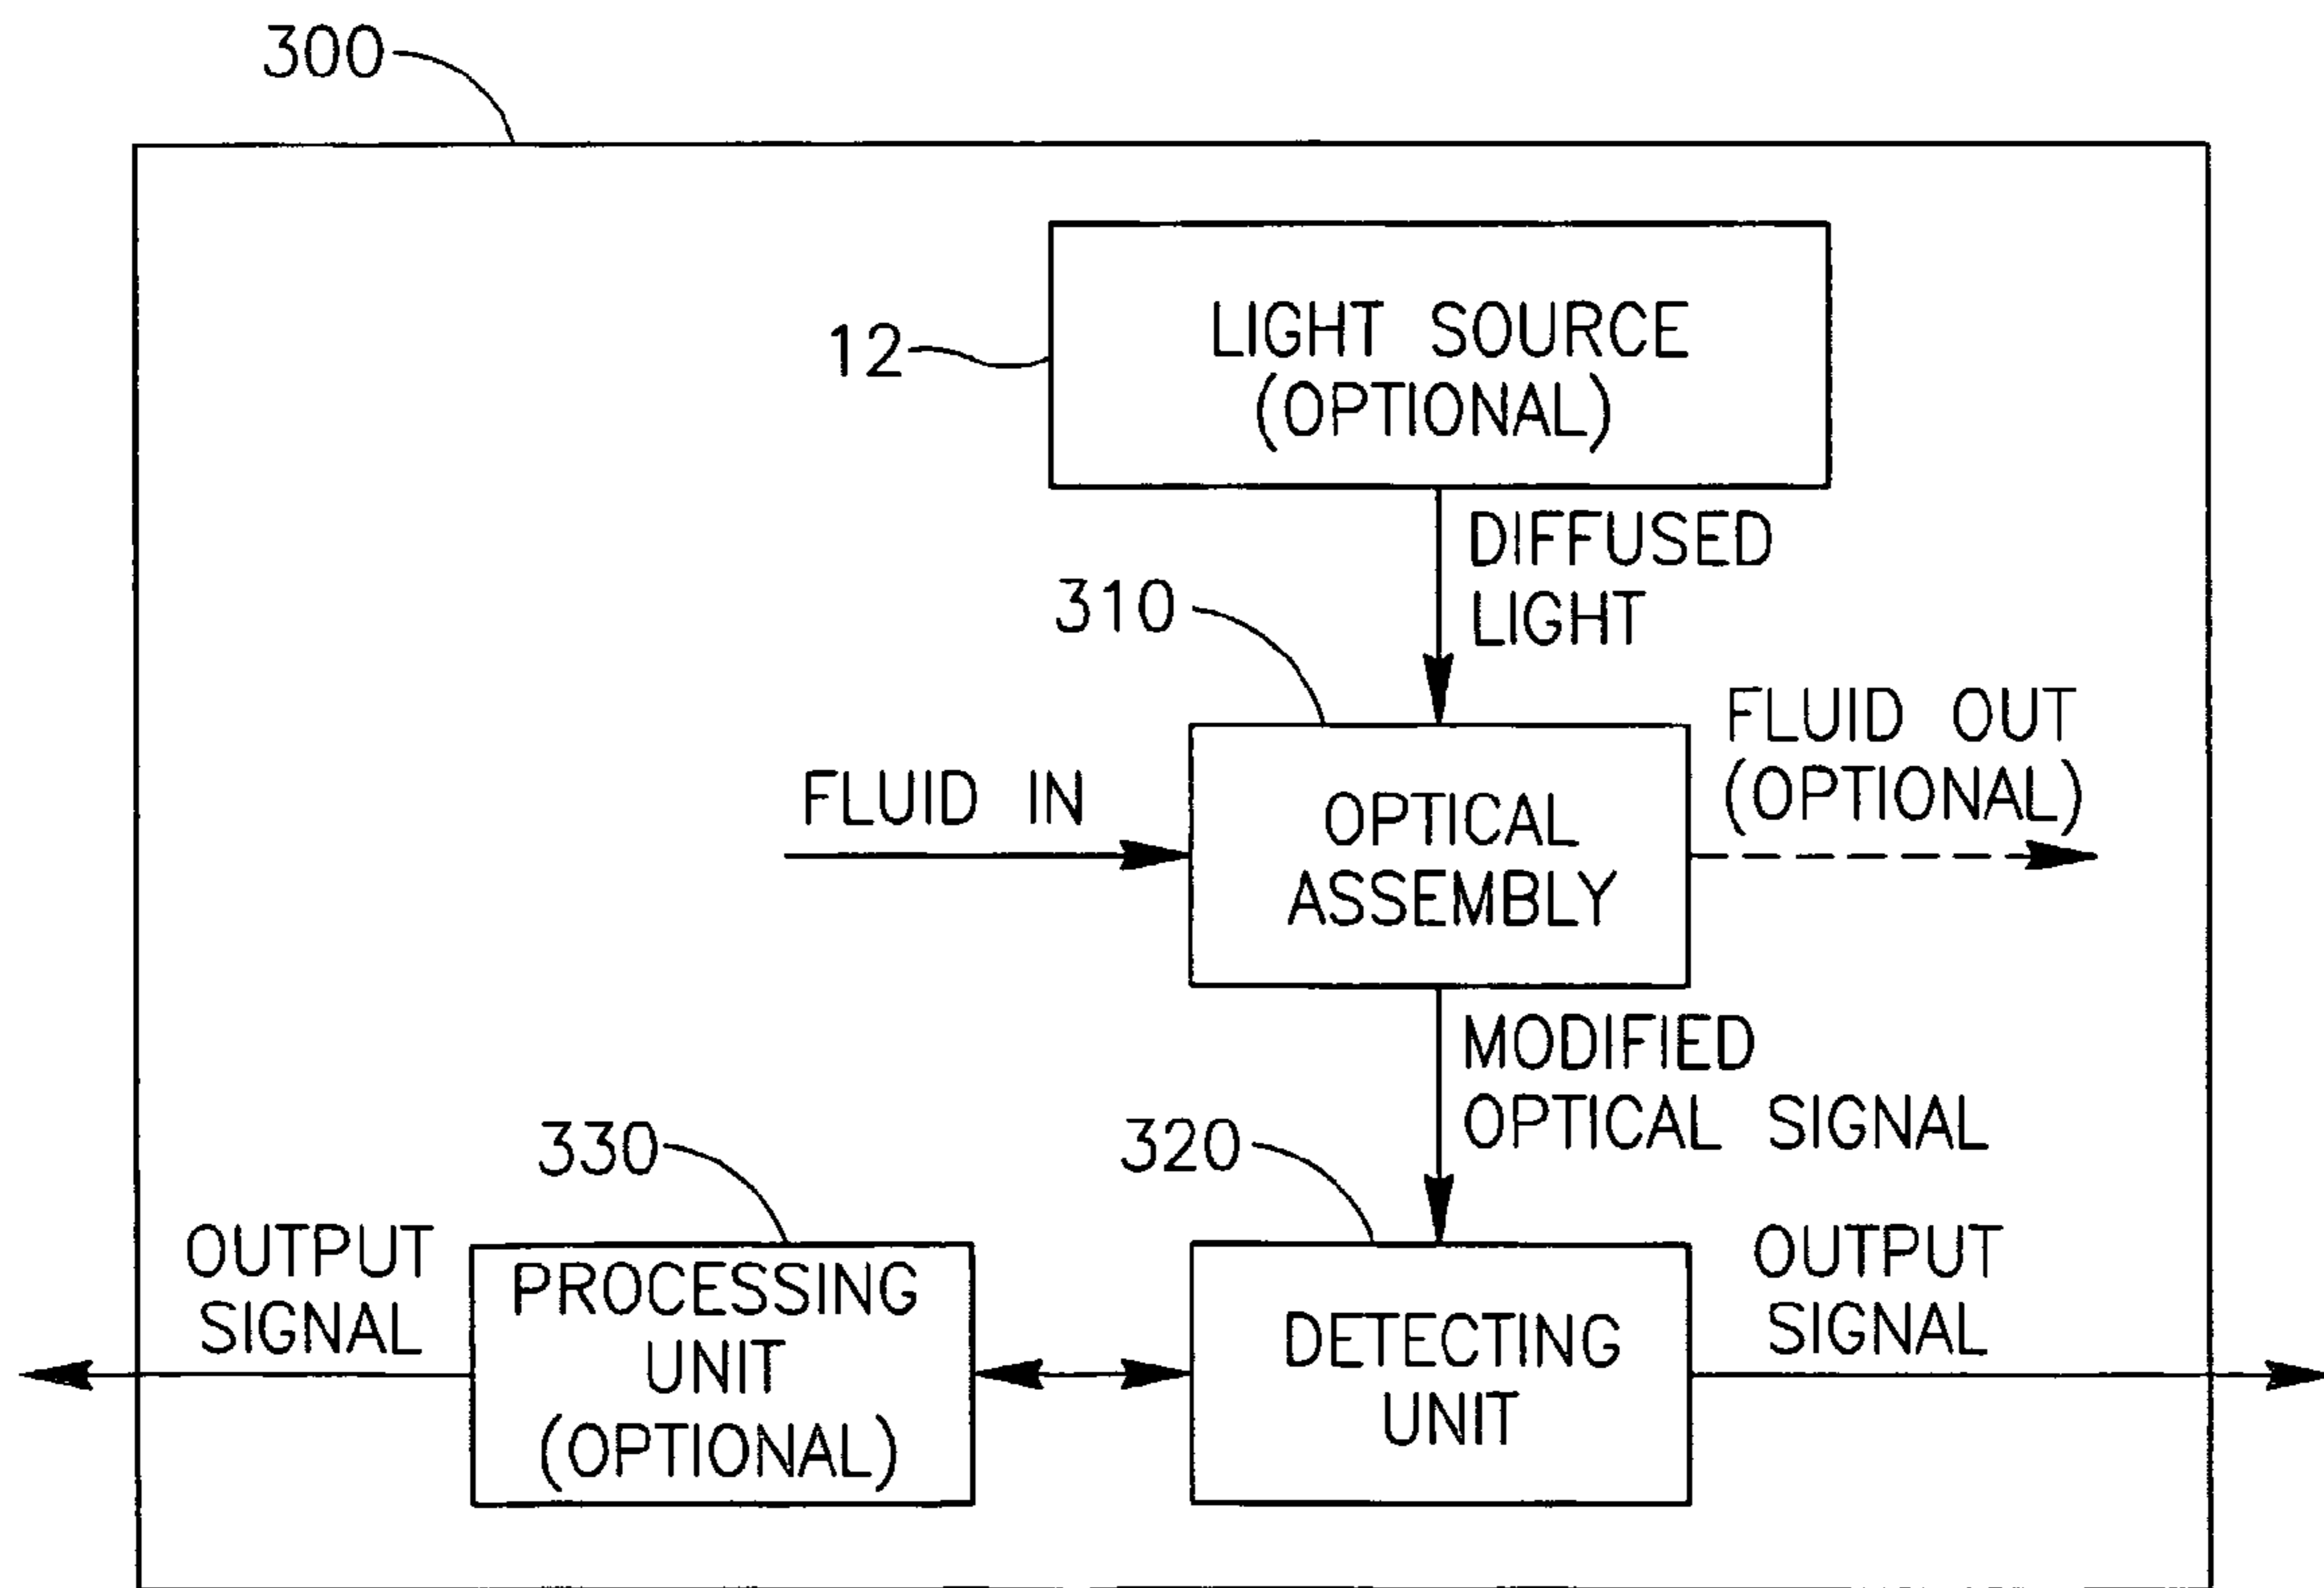 300
12
LIGHT SOURCE
(OPTIONAL)
DIFFUSED
LIGHT
310
FLUID OUT
(OPTIONAL)
FLUID IN
OPTICAL
ASSEMBLY
MODIFIED
OPTICAL SIGNAL
330
320
OUTPUT
SIGNAL
PROCESSING
UNIT
(OPTIONAL)
DETECTING
UNIT
OUTPUT
SIGNAL